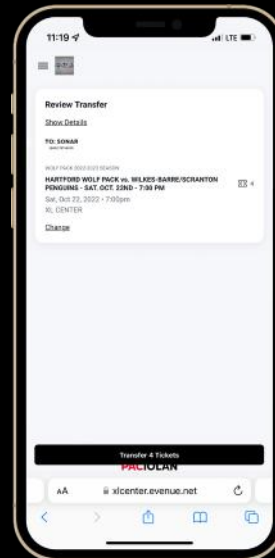 11:19
LTE
Review Transfer
Show Details
TO: SONAR
WOLF PACK 2022-2023 SEASON
HARTFORD WOLF PACK vs. WILKES-BARRE/SCRANTON
PENGUINS - SAT. OCT. 22ND - 7:00 PM
4
Sat, Oct 22, 2022 • 7:00pm
XL CENTER
Change
Transfer 4 Tickets
PACIOLAN
AA
xlcenter.evenue.net